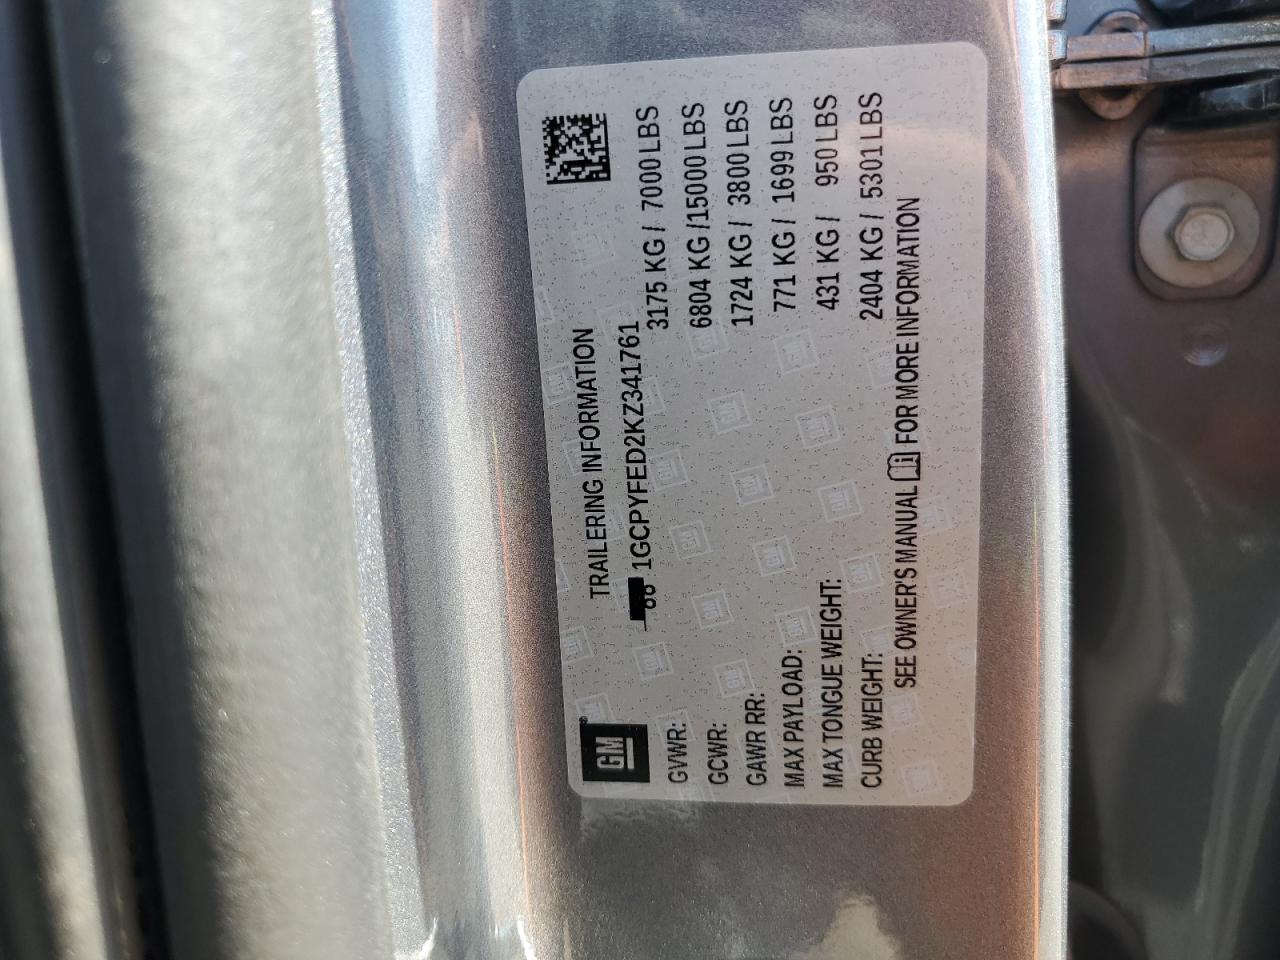 GM
TRAILERING INFORMATION
1GCPYFED2KZ341761
GVWR: 3175 KG / 7000 LBS
GCWR: 6804 KG /15000 LBS
GAWR RR: 1724 KG / 3800 LBS
MAX PAYLOAD: 771 KG / 1699 LBS
MAX TONGUE WEIGHT: 431 KG / 950 LBS
CURB WEIGHT: 2404 KG / 5301 LBS
SEE OWNER'S MANUAL FOR MORE INFORMATION